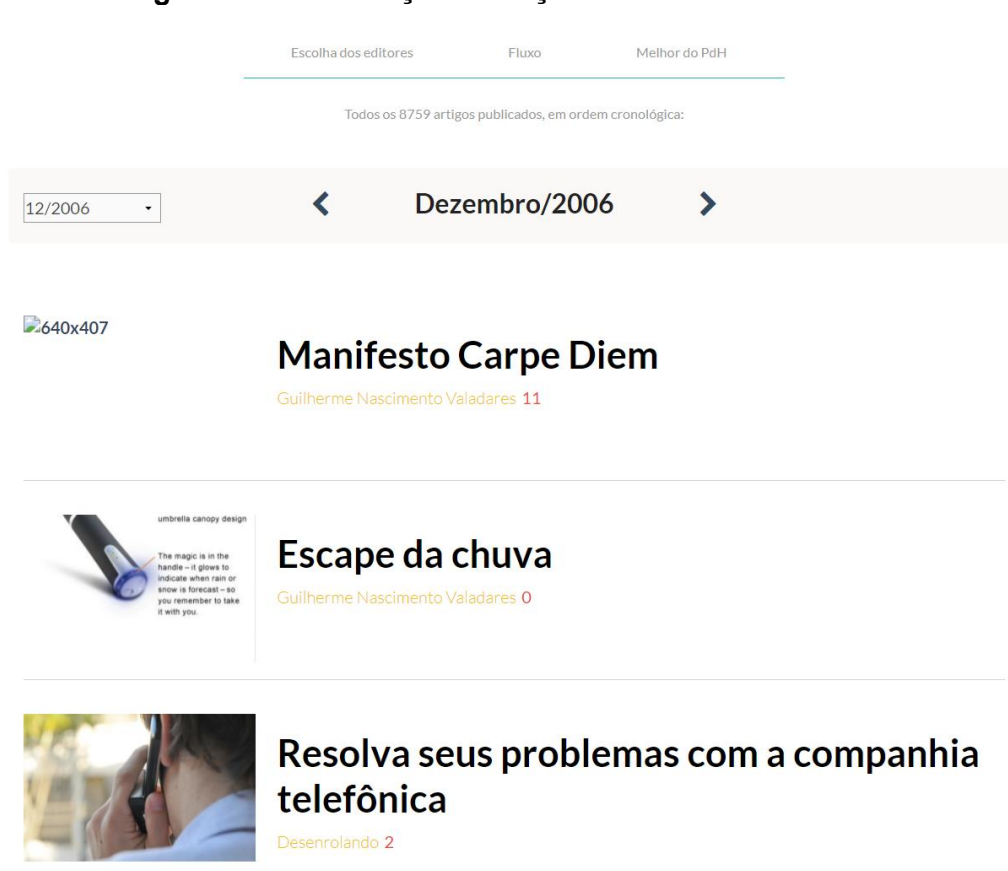 Escolha dos editores Fluxo Melhor do PdH
Todos os 8759 artigos publicados, em ordem cronológica:
12/2006 Dezembro/2006
640x407
Manifesto Carpe Diem
Guilherme Nascimento Valadares 11
umbrella canopy design
The magic is in the
handle – it glows to
indicate when rain or
snow is forecast – so
you remember to take
it with you.
Escape da chuva
Guilherme Nascimento Valadares 0
Resolva seus problemas com a companhia
telefônica
Desenrolando 2